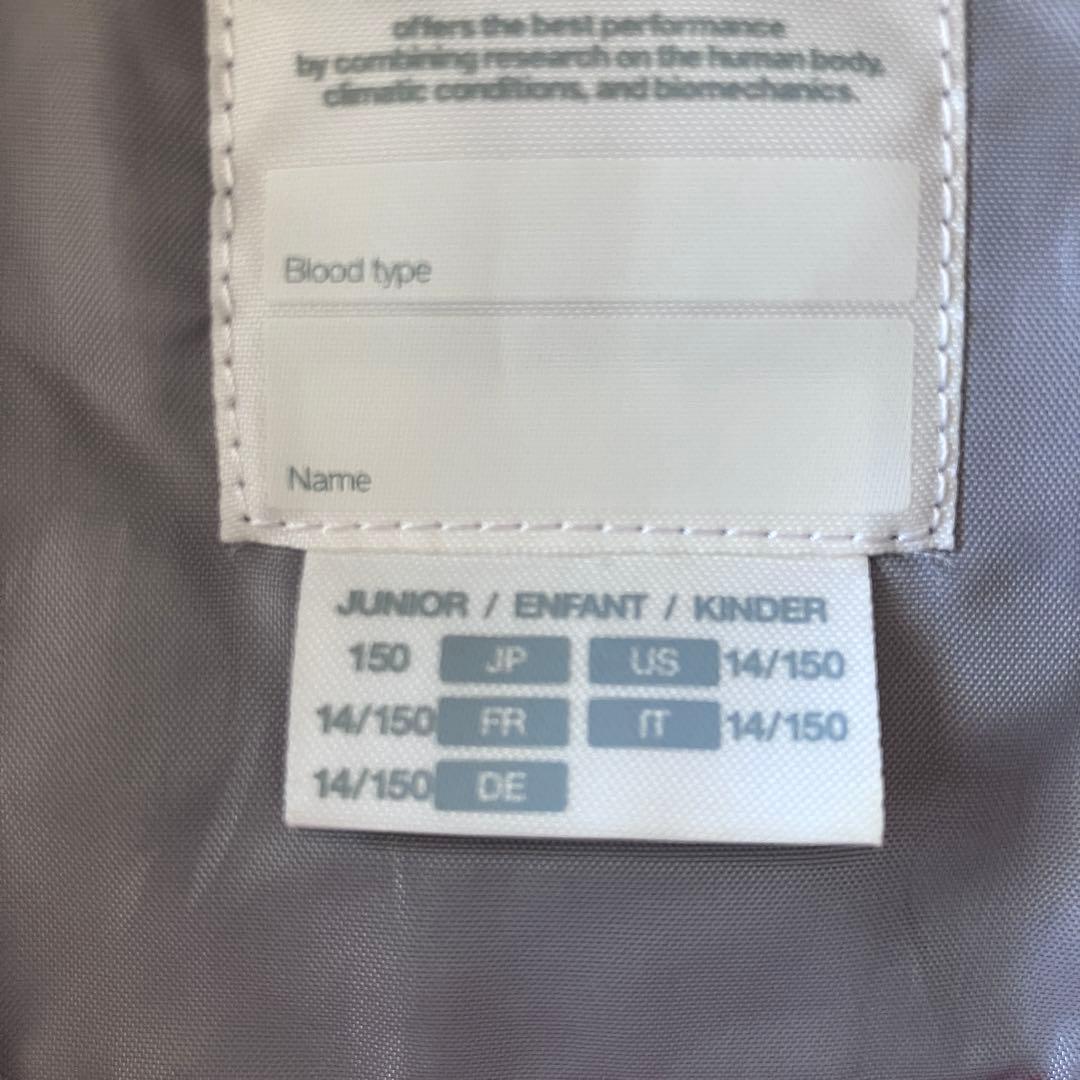 offers the best performance
by combining research on the human body,
climatic conditions, and biomechanics.
Blood type
Name
JUNIOR / ENFANT / KINDER
150 JP US 14/150
14/150 FR IT 14/150
14/150 DE